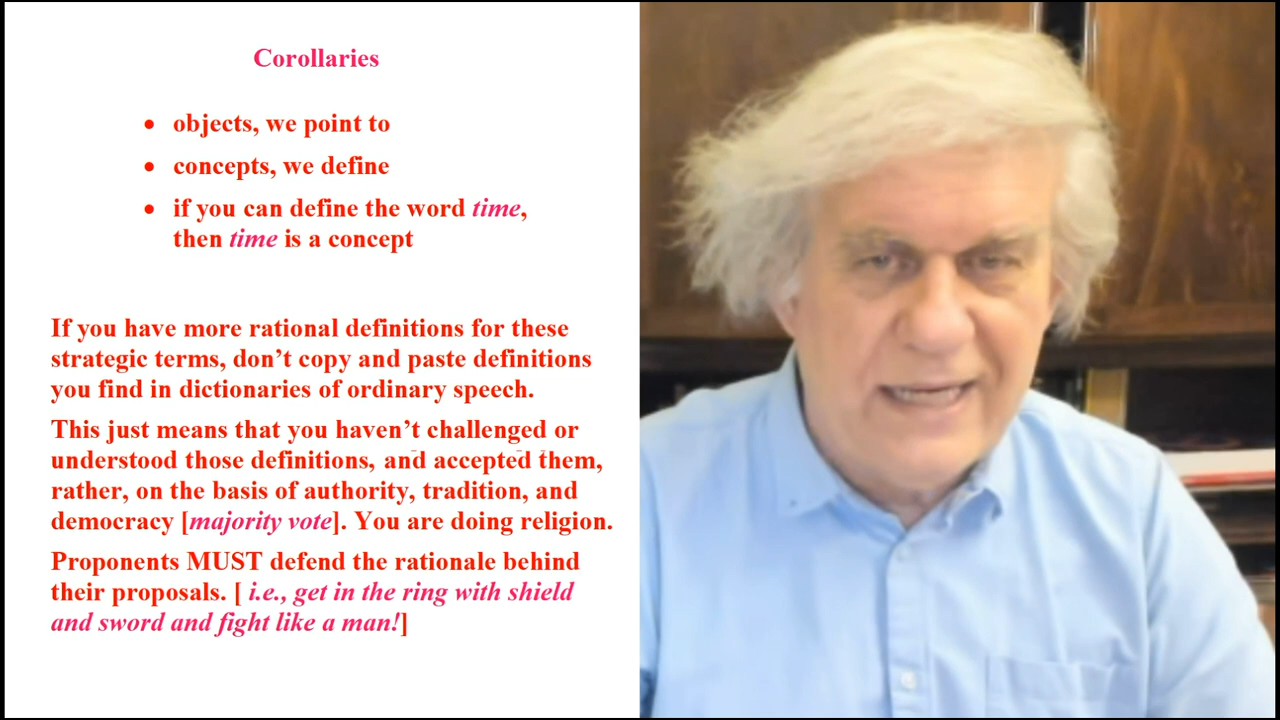 Corollaries
• objects, we point to
• concepts, we define
• if you can define the word time,
then time is a concept
If you have more rational definitions for these
strategic terms, don’t copy and paste definitions
you find in dictionaries of ordinary speech.
This just means that you haven’t challenged or
understood those definitions, and accepted them,
rather, on the basis of authority, tradition, and
democracy [majority vote]. You are doing religion.
Proponents MUST defend the rationale behind
their proposals. [ i.e., get in the ring with shield
and sword and fight like a man!]